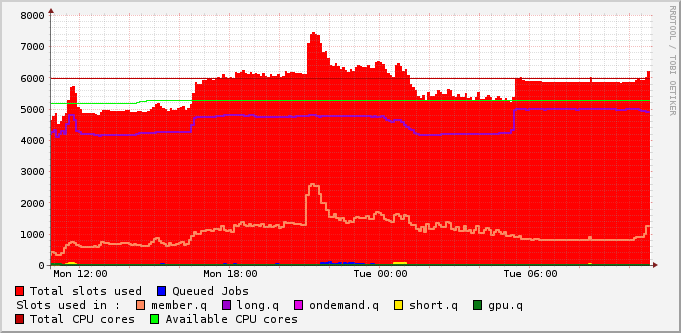 8000
7000
6000
5000
4000
3000
2000
1000
0
Mon 12:00 Mon 18:00 Tue 00:00 Tue 06:00
RRDTOOL / TOBI OETIKER
Total slots used Queued Jobs
Slots used in : member.q long.q ondemand.q short.q gpu.q
Total CPU cores Available CPU cores